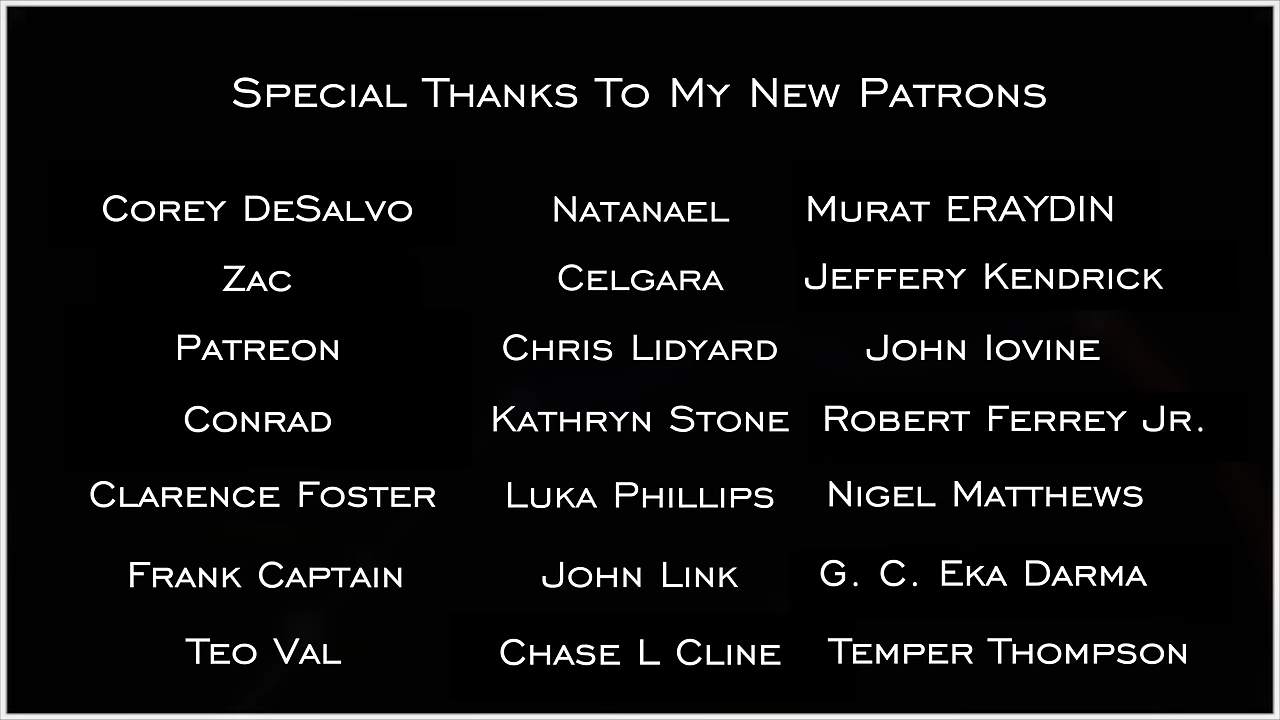 Special Thanks To My New Patrons
Corey DeSalvo Natanael Murat ERAYDIN
Zac Celgara Jeffery Kendrick
Patreon Chris Lidyard John Iovine
Conrad Kathryn Stone Robert Ferrey Jr.
Clarence Foster Luka Phillips Nigel Matthews
Frank Captain John Link G. C. Eka Darma
Teo Val Chase L Cline Temper Thompson